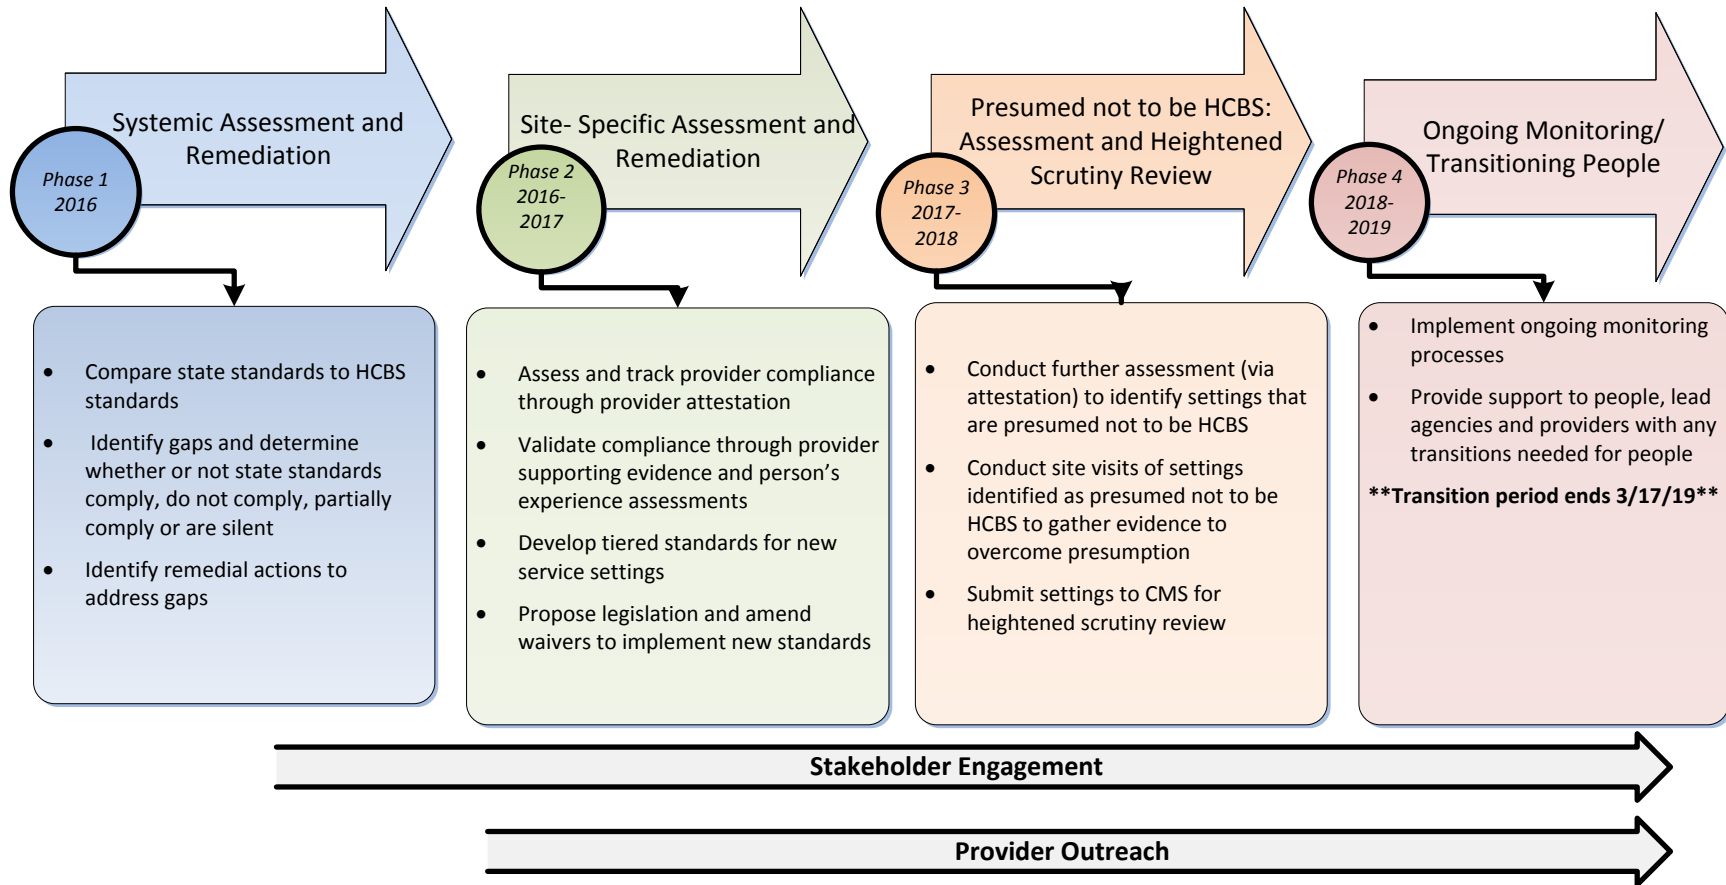 Systemic Assessment and
Remediation
Phase 1
2016
• Compare state standards to HCBS
standards
• Identify gaps and determine
whether or not state standards
comply, do not comply, partially
comply or are silent
• Identify remedial actions to
address gaps
Site- Specific Assessment and
Remediation
Phase 2
2016-
2017
• Assess and track provider compliance
through provider attestation
• Validate compliance through provider
supporting evidence and person’s
experience assessments
• Develop tiered standards for new
service settings
• Propose legislation and amend
waivers to implement new standards
Presumed not to be HCBS:
Assessment and Heightened
Scrutiny Review
Phase 3
2017-
2018
• Conduct further assessment (via
attestation) to identify settings that
are presumed not to be HCBS
• Conduct site visits of settings
identified as presumed not to be
HCBS to gather evidence to
overcome presumption
• Submit settings to CMS for
heightened scrutiny review
Ongoing Monitoring/
Transitioning People
Phase 4
2018-
2019
• Implement ongoing monitoring
processes
• Provide support to people, lead
agencies and providers with any
transitions needed for people
**Transition period ends 3/17/19**
Stakeholder Engagement
Provider Outreach